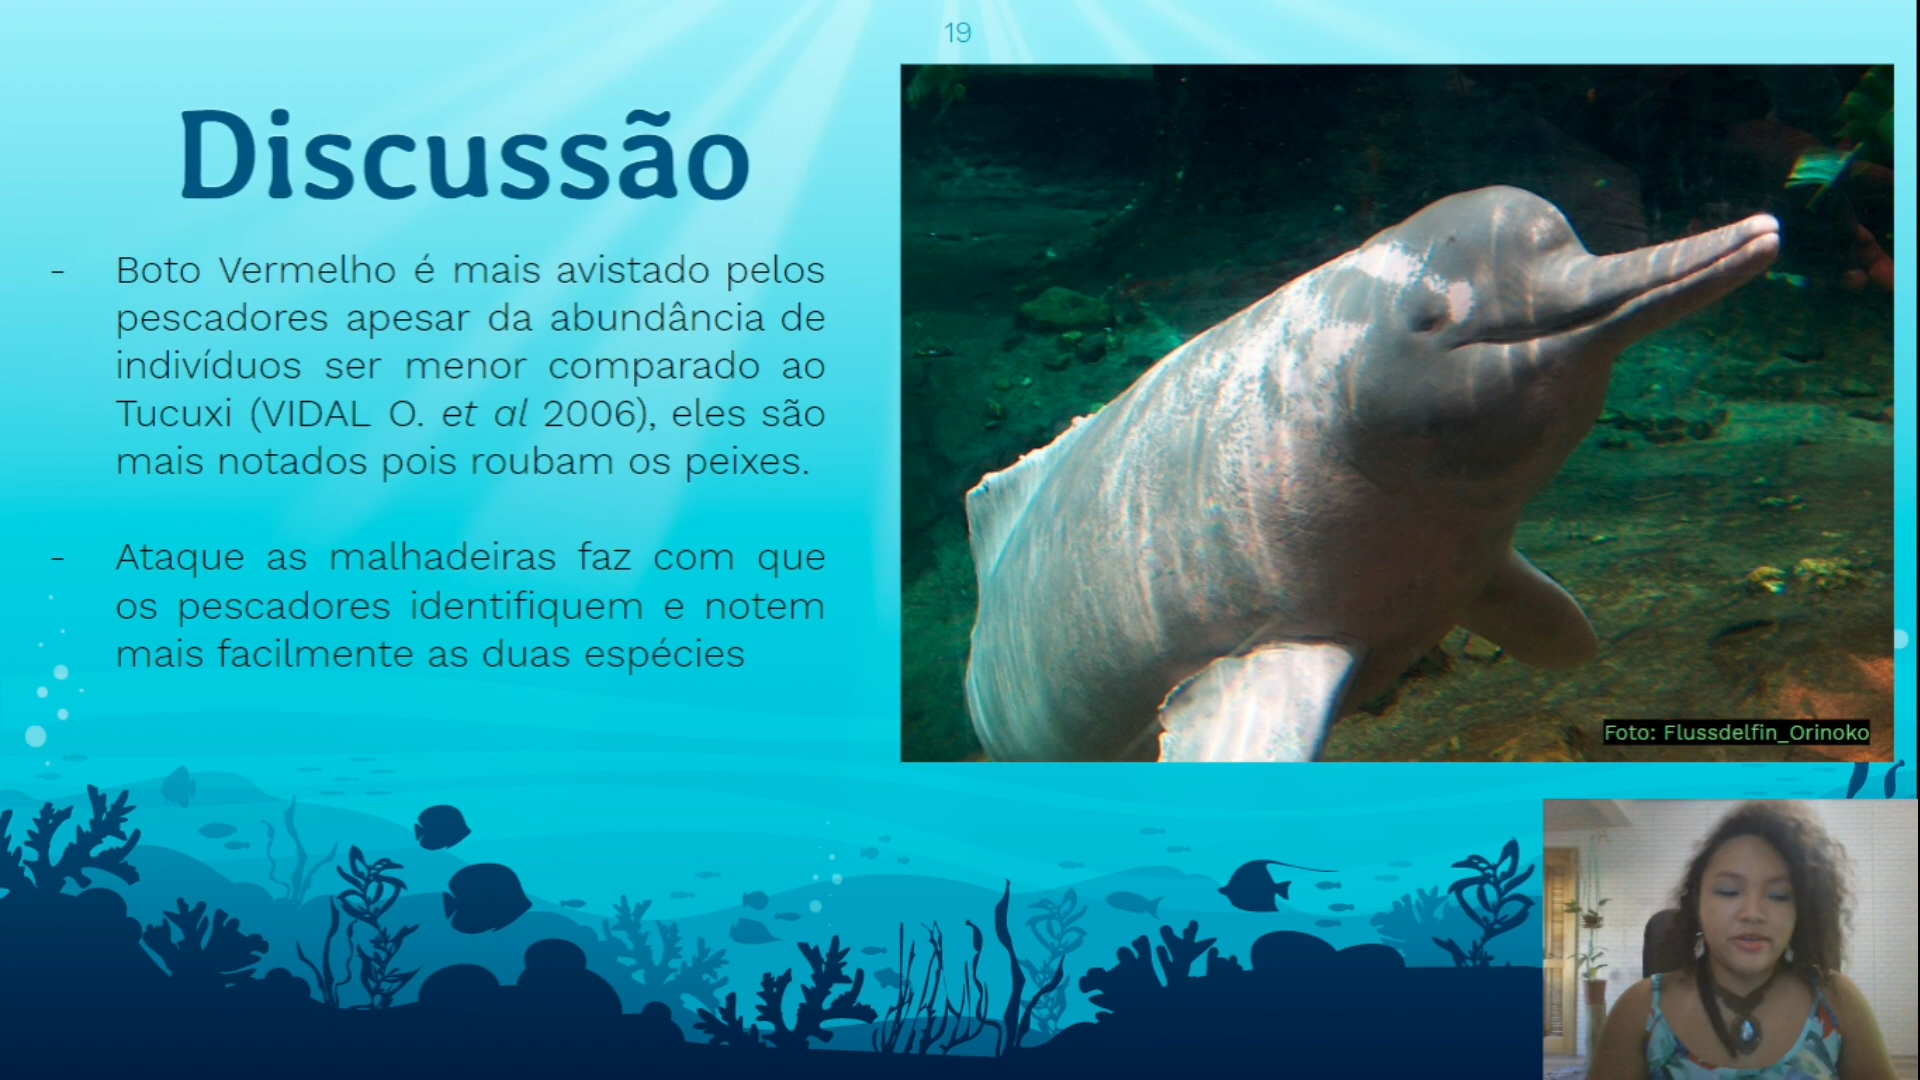 19
Discussão
- Boto Vermelho é mais avistado pelos
pescadores apesar da abundância de
indivíduos ser menor comparado ao
Tucuxi (VIDAL O. et al 2006), eles são
mais notados pois roubam os peixes.
- Ataque as malhadeiras faz com que
os pescadores identifiquem e notem
mais facilmente as duas espécies
Foto: Flussdelfin_Orinoko